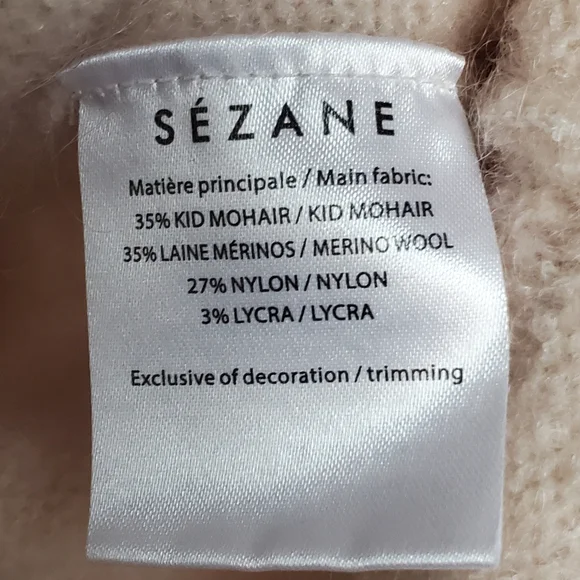 SÉZANE
Matière principale / Main fabric:
35% KID MOHAIR / KID MOHAIR
35% LAINE MÉRINOS / MERINO WOOL
27% NYLON / NYLON
3% LYCRA / LYCRA
Exclusive of decoration / trimming